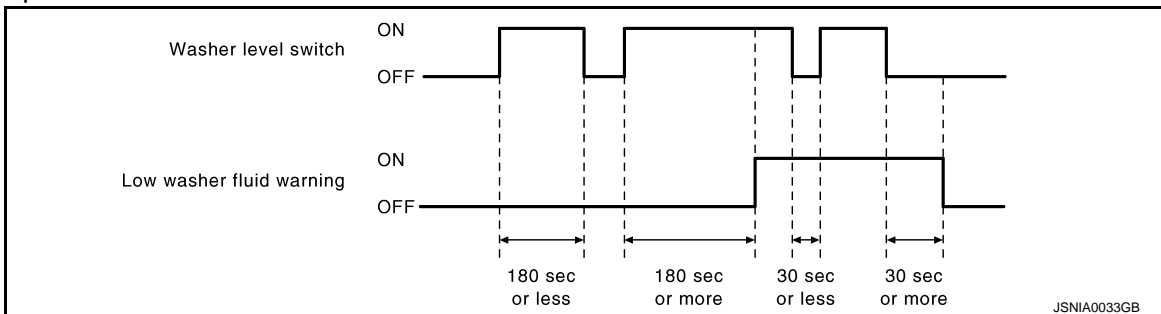 ON
Washer level switch
OFF
ON
Low washer fluid warning
OFF
180 sec
or less
180 sec
or more
30 sec
or less
30 sec
or more
JSNIA0033GB